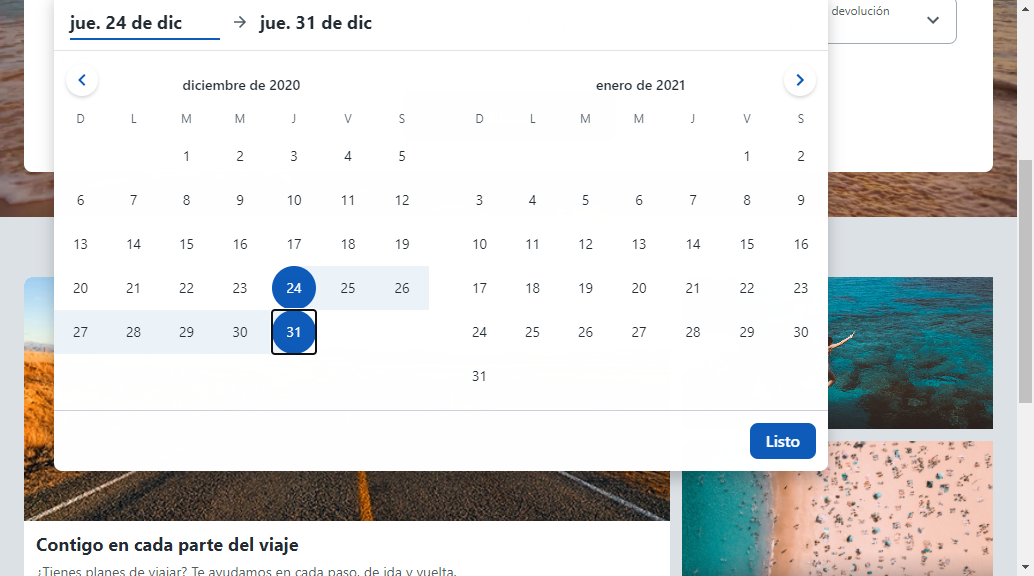 jue. 24 de dic → jue. 31 de dic
devolución
diciembre de 2020
D L M M J V S
1 2 3 4 5
6 7 8 9 10 11 12
13 14 15 16 17 18 19
20 21 22 23 24 25 26
27 28 29 30 31
enero de 2021
D L M M J V S
1 2
3 4 5 6 7 8 9
10 11 12 13 14 15 16
17 18 19 20 21 22 23
24 25 26 27 28 29 30
31
Listo
Contigo en cada parte del viaje
¿Tienes planes de viajar? Te ayudamos en cada paso, de ida y vuelta.